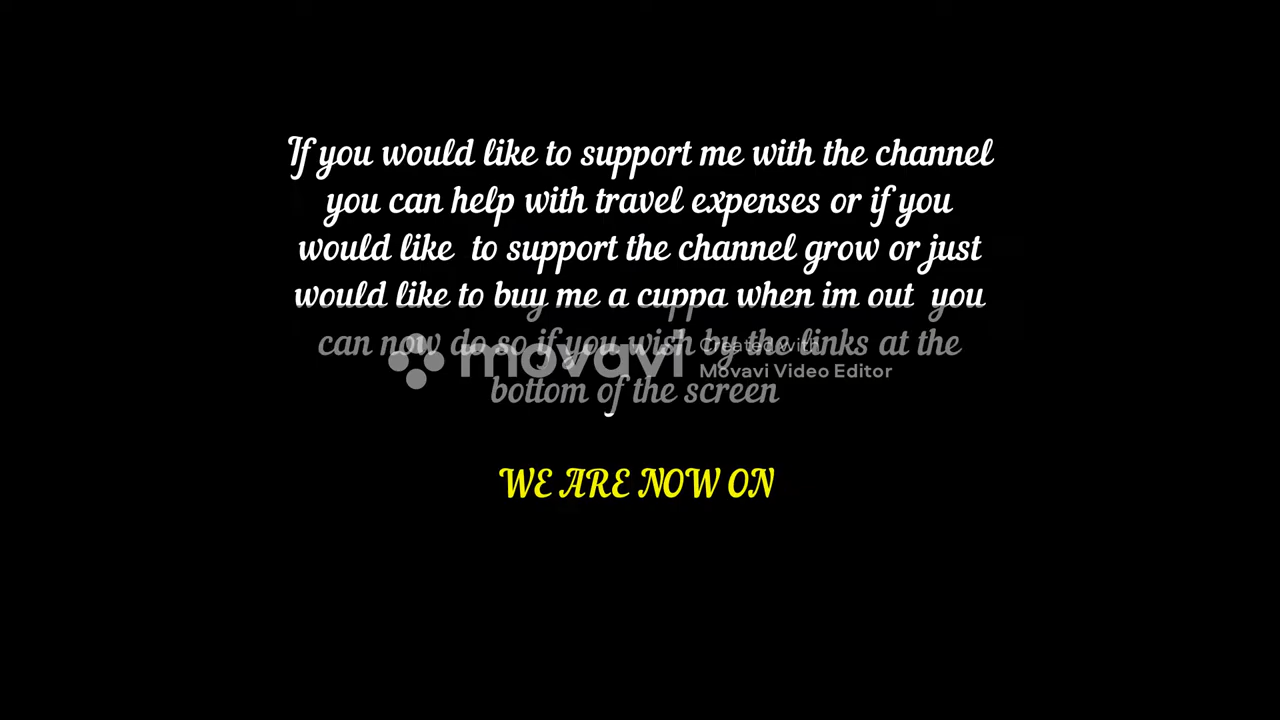 If you would like to support me with the channel
you can help with travel expenses or if you
would like to support the channel grow or just
would like to buy me a cuppa when im out you
can now do so if you wish by the links at the
bottom of the screen
movavi
Created with
Movavi Video Editor
WE ARE NOW ON